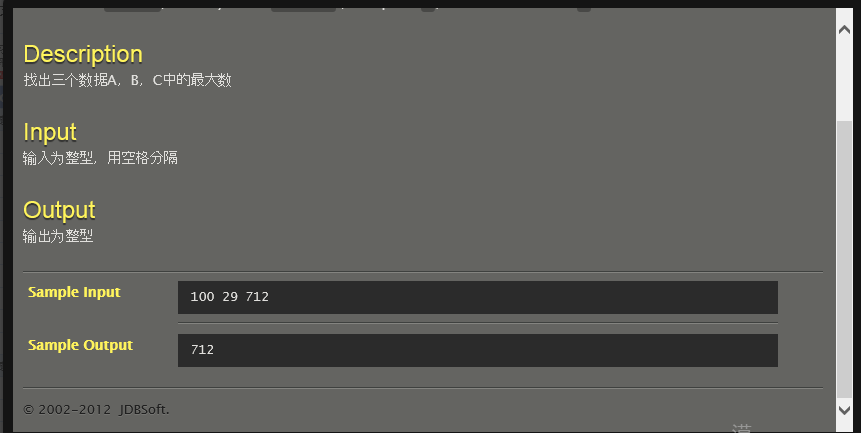 Description
找出三个数据A，B，C中的最大数
Input
输入为整型，用空格分隔
Output
输出为整型
Sample Input
100 29 712
Sample Output
712
© 2002-2012 JDBSoft.